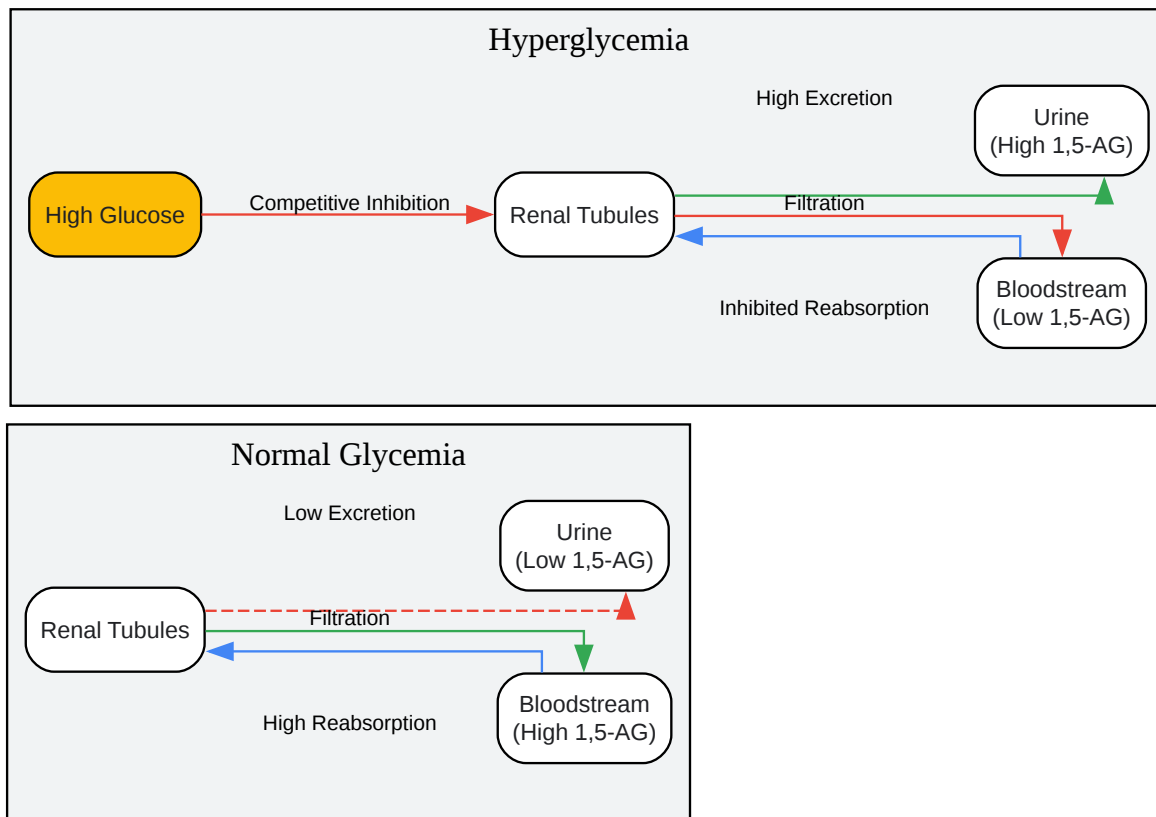 Hyperglycemia
High Excretion
Urine
(High 1,5-AG)
High Glucose
Competitive Inhibition
Renal Tubules
Filtration
Inhibited Reabsorption
Bloodstream
(Low 1,5-AG)
Normal Glycemia
Low Excretion
Urine
(Low 1,5-AG)
Renal Tubules
Filtration
High Reabsorption
Bloodstream
(High 1,5-AG)